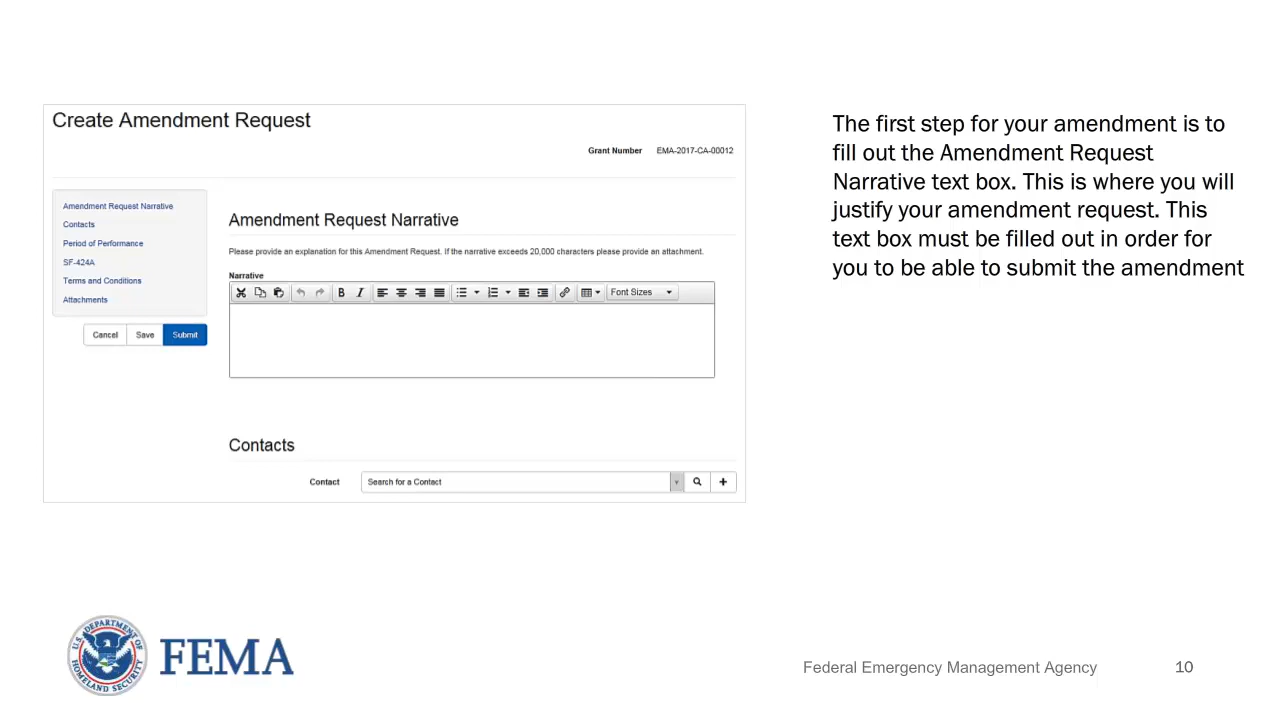 Create Amendment Request
Grant Number EMA-2017-CA-00012
Amendment Request Narrative
Contacts
Period of Performance
SF-424A
Terms and Conditions
Attachments
Cancel Save Submit
Amendment Request Narrative
Please provide an explanation for this Amendment Request. If the narrative exceeds 20,000 characters please provide an attachment.
Narrative
B I Font Sizes
Contacts
Contact Search for a Contact
The first step for your amendment is to
fill out the Amendment Request
Narrative text box. This is where you will
justify your amendment request. This
text box must be filled out in order for
you to be able to submit the amendment
U.S. DEPARTMENT OF
HOMELAND SECURITY
FEMA
Federal Emergency Management Agency 10